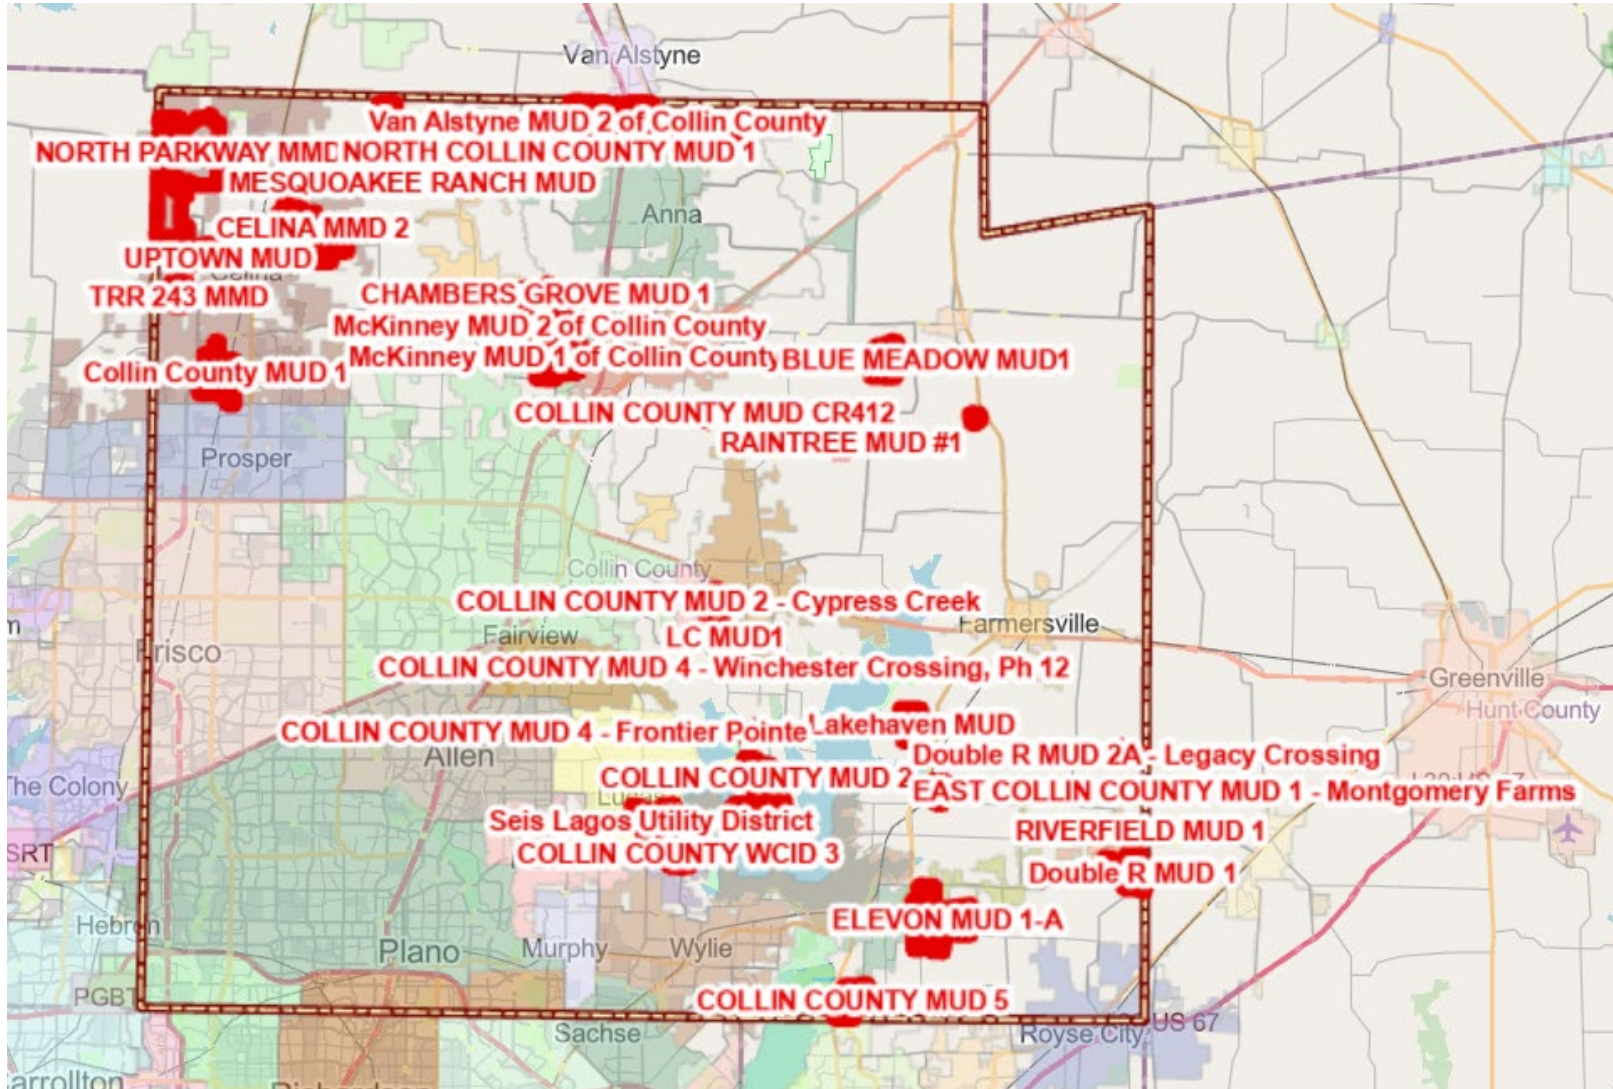 Van Alstyne
Van Alstyne MUD 2 of Collin County
NORTH PARKWAY MMD
NORTH COLLIN COUNTY MUD 1
MESQUOAKEE RANCH MUD
Anna
CELINA MMD 2
UPTOWN MUD
Celina
TRR 243 MMD
CHAMBERS GROVE MUD 1
McKinney MUD 2 of Collin County
McKinney MUD 1 of Collin County
BLUE MEADOW MUD1
Collin County MUD 1
COLLIN COUNTY MUD CR412
RAINTREE MUD #1
Prosper
Collin County
COLLIN COUNTY MUD 2 - Cypress Creek
Farmersville
Fairview
LC MUD1
Frisco
COLLIN COUNTY MUD 4 - Winchester Crossing, Ph 12
Greenville
Hunt County
Lakehaven MUD
COLLIN COUNTY MUD 4 - Frontier Pointe
Allen
Double R MUD 2A - Legacy Crossing
COLLIN COUNTY MUD 2
The Colony
EAST COLLIN COUNTY MUD 1 - Montgomery Farms
Lucas
Seis Lagos Utility District
RIVERFIELD MUD 1
SRT
COLLIN COUNTY WCID 3
Double R MUD 1
ELEVON MUD 1-A
Hebron
Plano
Murphy
Wylie
PGBT
COLLIN COUNTY MUD 5
US 67
Sachse
Royse City
arrollton
Richardson